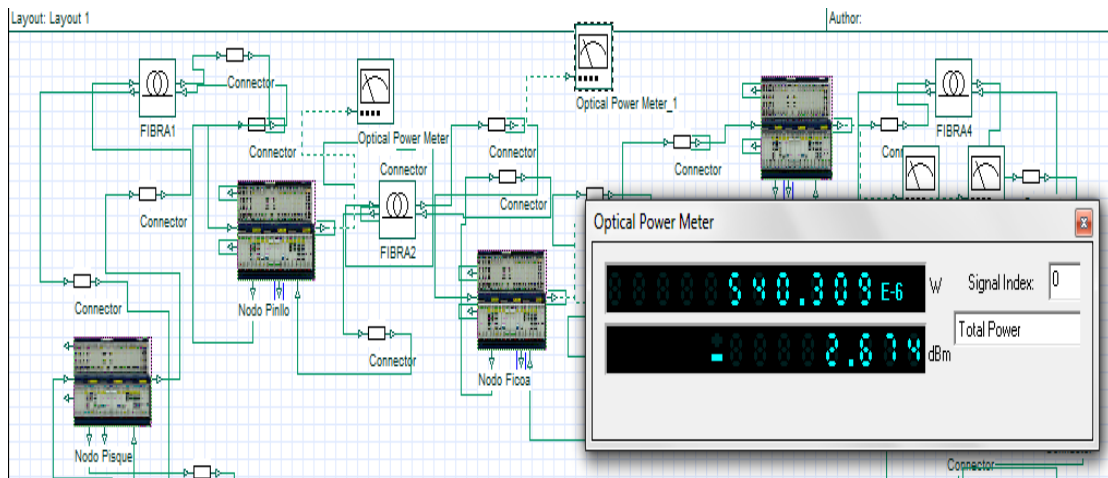 Layout: Layout 1
Author:
Connector
FIBRA1
Optical Power Meter_1
Connector
Optical Power Meter
Connector
Connector
Connector
FIBRA4
Connector
Connector
FIBRA2
Connector
Nodo Pinllo
Connector
Connector
Nodo Ficoa
Nodo Pisque
Connector
Optical Power Meter
540.309 E-6 W
Signal Index: 0
- 2.674 dBm
Total Power